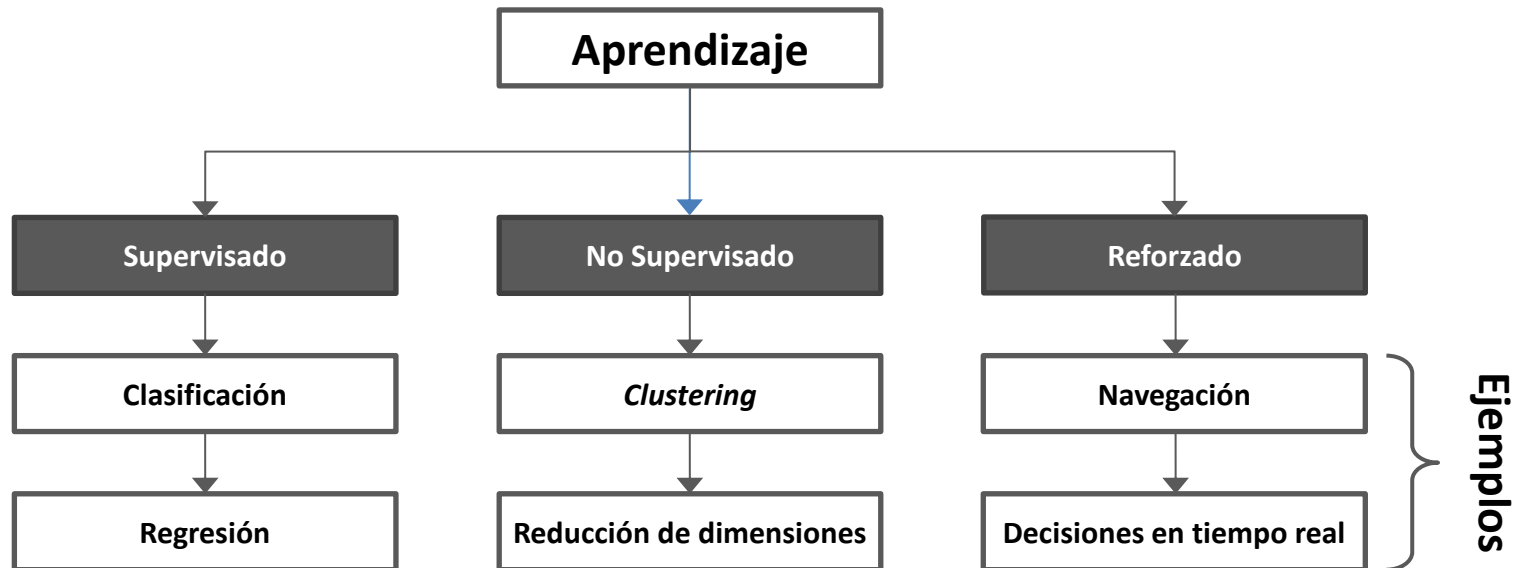 Aprendizaje
Supervisado
No Supervisado
Reforzado
Clasificación
Clustering
Navegación
Regresión
Reducción de dimensiones
Decisiones en tiempo real
Ejemplos